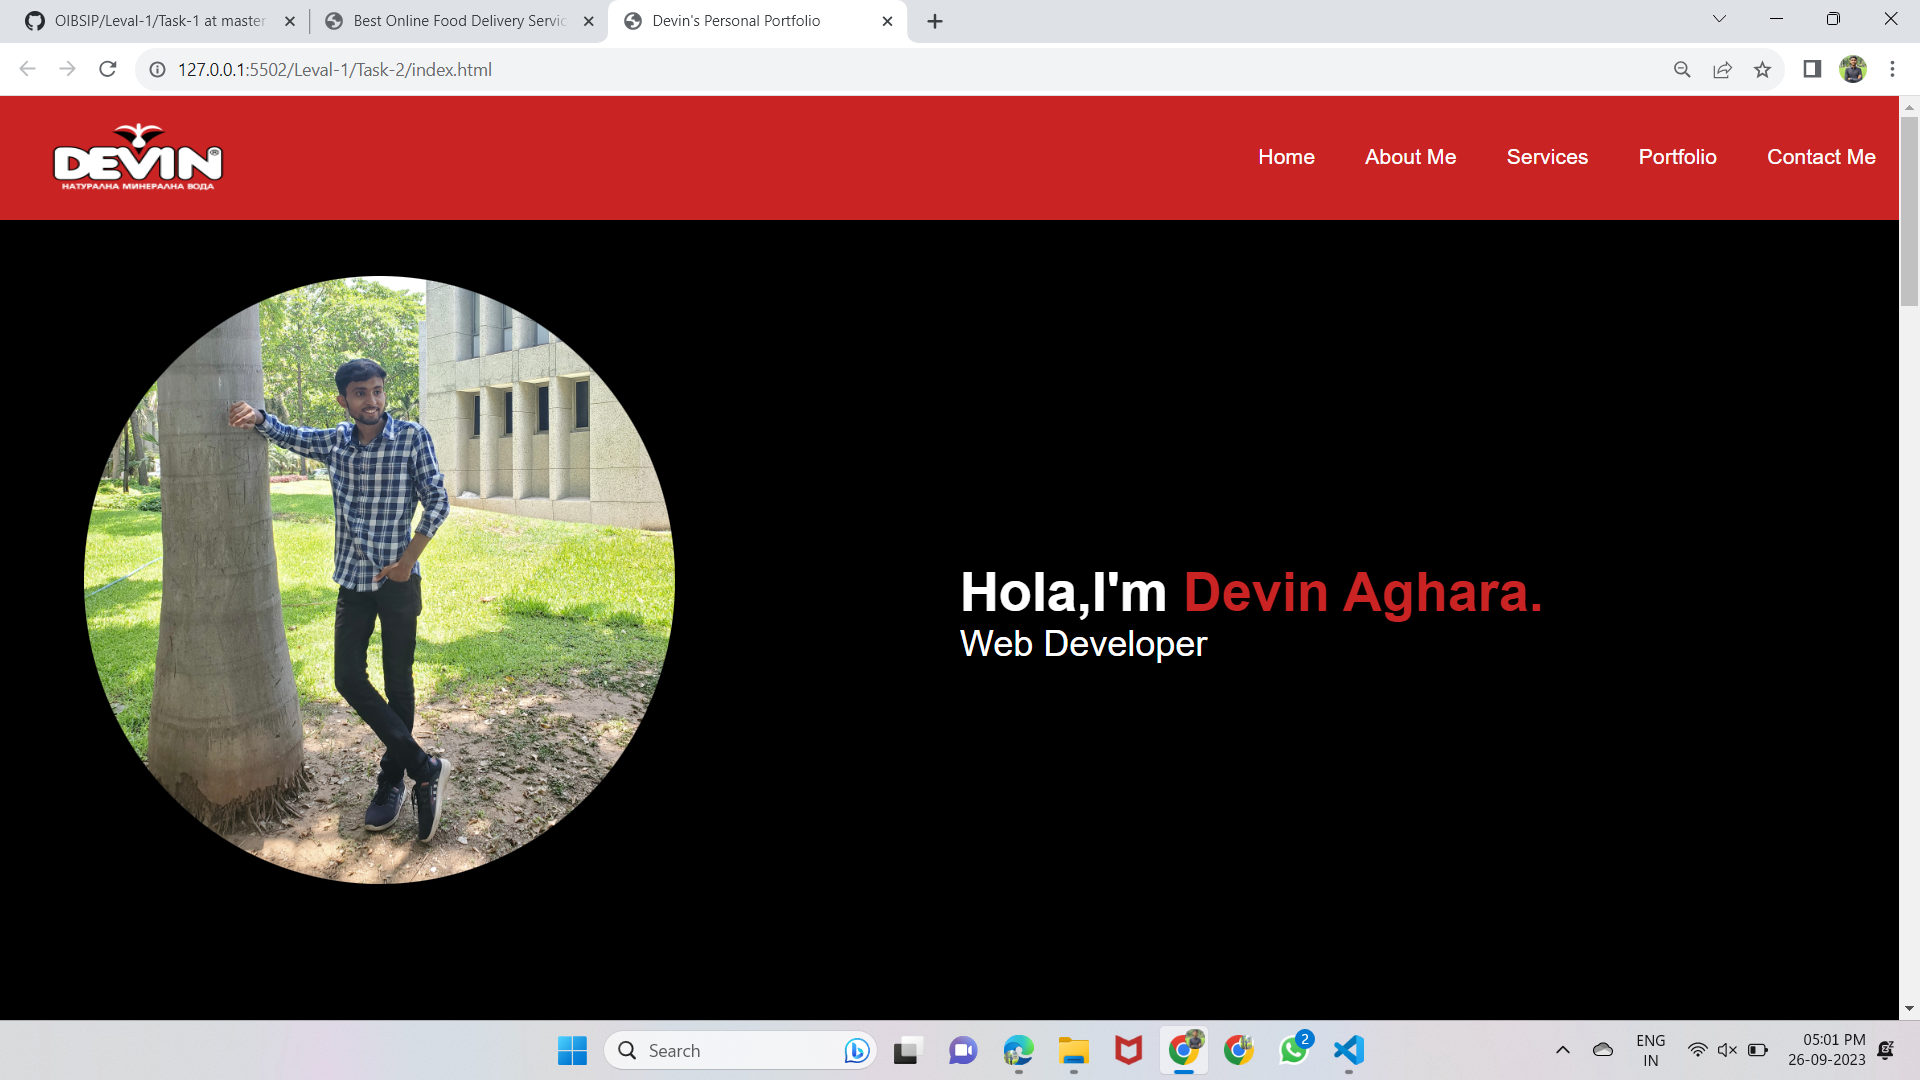 OIBSIP/Leval-1/Task-1 at master
Best Online Food Delivery Servic
Devin's Personal Portfolio
127.0.0.1:5502/Leval-1/Task-2/index.html
DEVIN®
НАТУРАЛНА МИНЕРАЛНА ВОДА
Home About Me Services Portfolio Contact Me
Hola,I'm Devin Aghara.
Web Developer
Search
2
ENG
IN
05:01 PM
26-09-2023